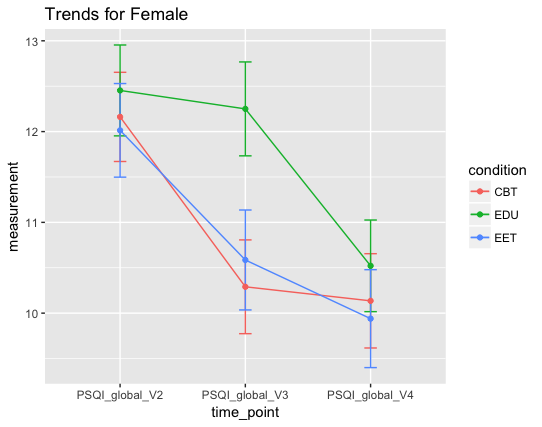 Trends for Female
13
12
11
10
measurement
PSQI_global_V2 PSQI_global_V3 PSQI_global_V4
time_point
condition
CBT
EDU
EET